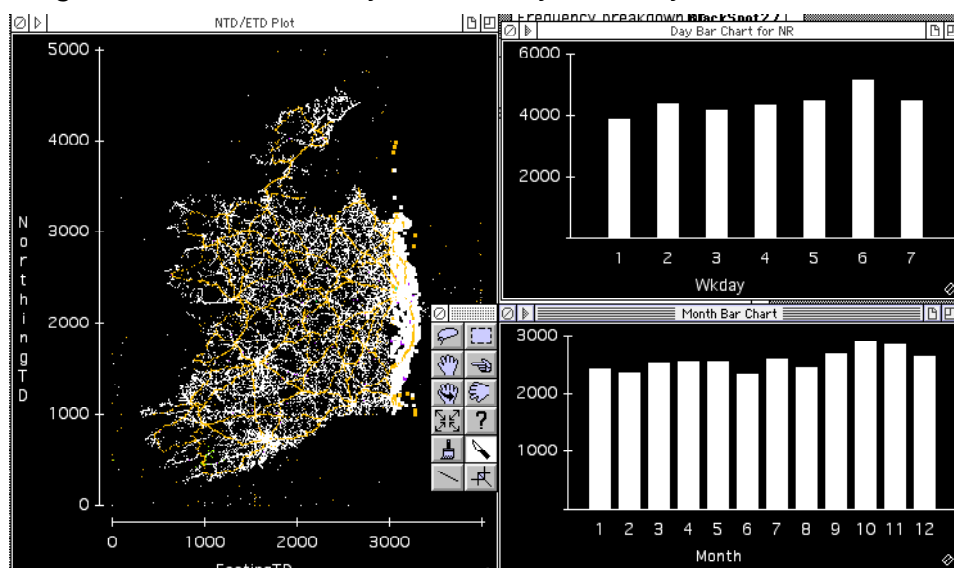 NTD/ETD Plot
5000
4000
3000
2000
1000
0
NorthingTD
0 1000 2000 3000
EastingTD
Frequency breakdown BlackSpot27
Day Bar Chart for NR
6000
4000
2000
1 2 3 4 5 6 7
Wkday
Month Bar Chart
3000
2000
1000
1 2 3 4 5 6 7 8 9 10 11 12
Month
?